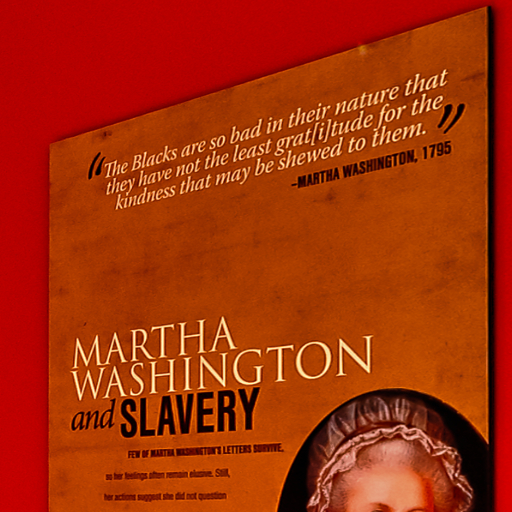 “The Blacks are so bad in their nature that
they have not the least grat[i]tude for the
kindness that may be shewed to them.”
–MARTHA WASHINGTON, 1795
MARTHA
WASHINGTON
and SLAVERY
FEW OF MARTHA WASHINGTON'S LETTERS SURVIVE,
so her feelings often remain elusive. Still,
her actions suggest she did not question